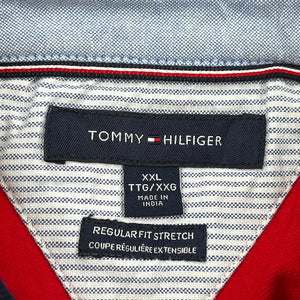 TOMMY HILFIGER
XXL
TTG/XXG
MADE IN
INDIA
REGULAR FIT STRETCH
COUPE RÉGULIÈRE EXTENSIBLE